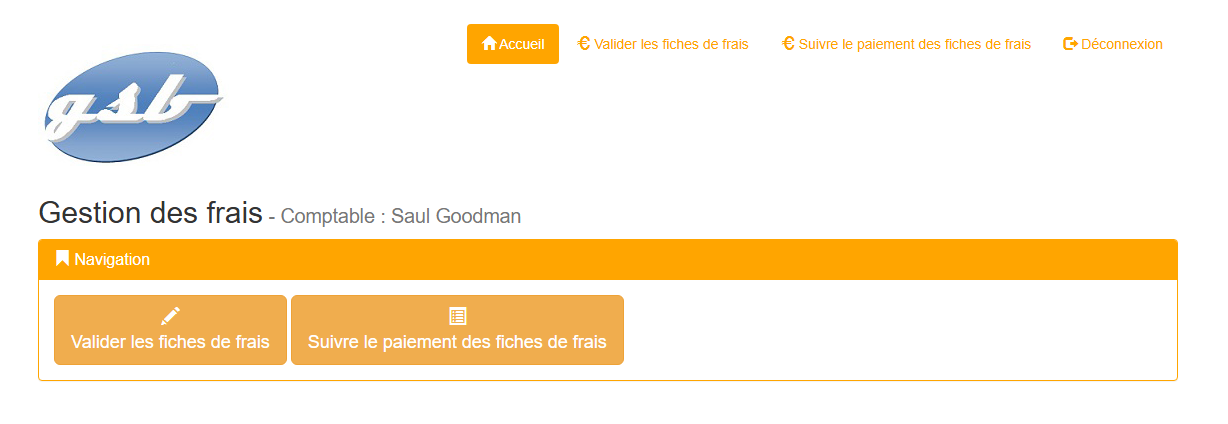 Accueil € Valider les fiches de frais € Suivre le paiement des fiches de frais Déconnexion
gsb
Gestion des frais - Comptable : Saul Goodman
Navigation
Valider les fiches de frais Suivre le paiement des fiches de frais